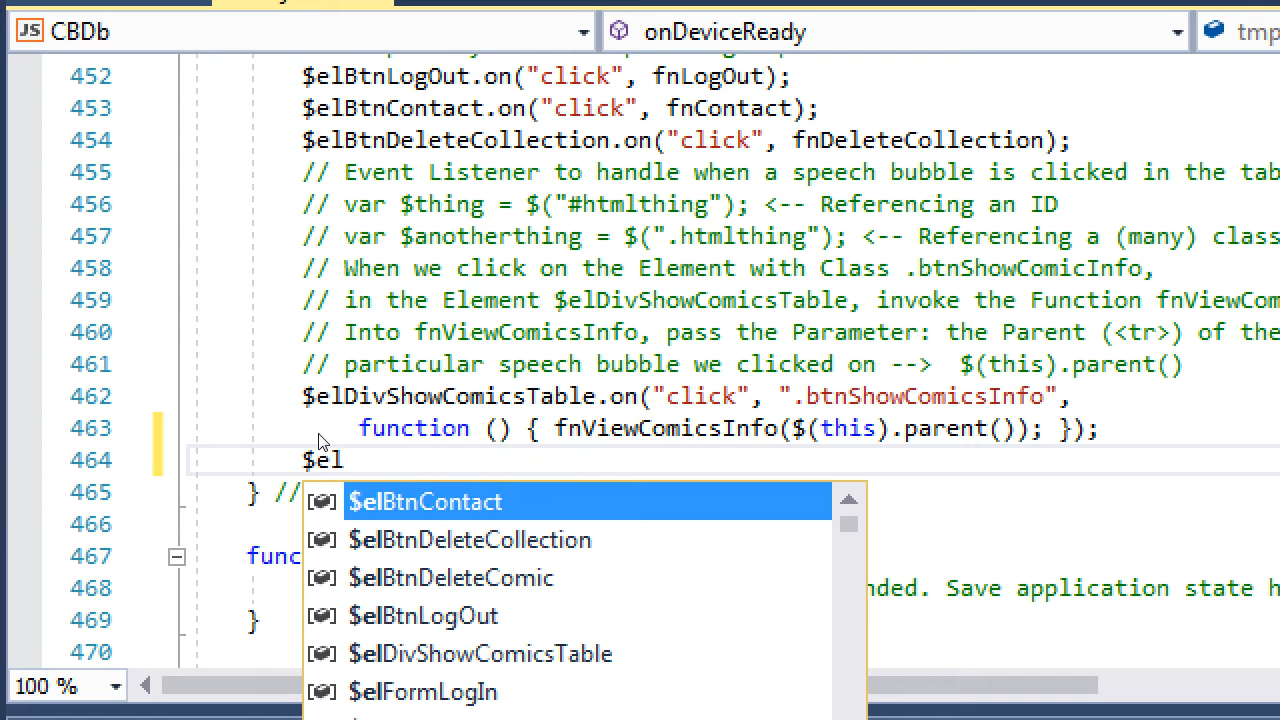 JS CBDb onDeviceReady tmp
452 $elBtnLogOut.on("click", fnLogOut);
453 $elBtnContact.on("click", fnContact);
454 $elBtnDeleteCollection.on("click", fnDeleteCollection);
455 // Event Listener to handle when a speech bubble is clicked in the tab
456 // var $thing = $("#htmlthing"); <-- Referencing an ID
457 // var $anotherthing = $(".htmlthing"); <-- Referencing a (many) class
458 // When we click on the Element with Class .btnShowComicInfo,
459 // in the Element $elDivShowComicsTable, invoke the Function fnViewCom
460 // Into fnViewComicsInfo, pass the Parameter: the Parent (<tr>) of the
461 // particular speech bubble we clicked on --> $(this).parent()
462 $elDivShowComicsTable.on("click", ".btnShowComicsInfo",
463 function () { fnViewComicsInfo($(this).parent()); });
464 $el
465 } //
$elBtnContact
466
$elBtnDeleteCollection
467 func
$elBtnDeleteComic
468 nded. Save application state h
469 }
$elBtnLogOut
470
$elDivShowComicsTable
100 %
$elFormLogIn